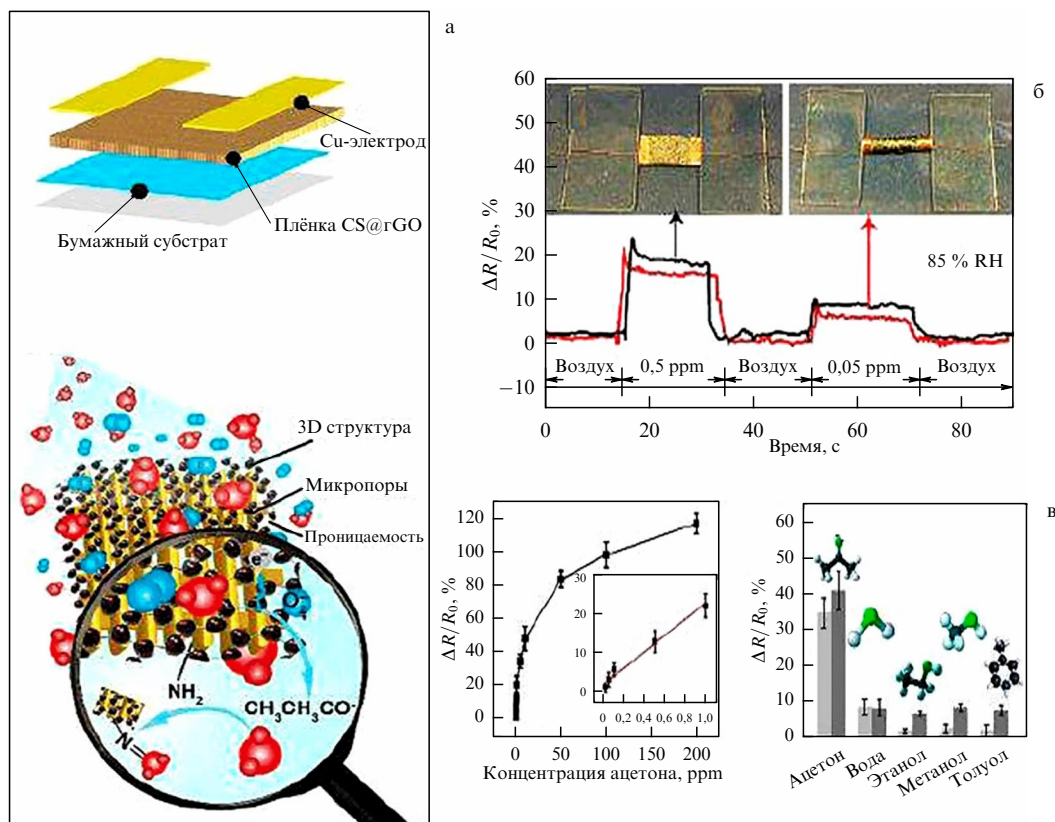 а
Cu-электрод
Плёнка CS@rGO
Бумажный субстрат
3D структура
Микропоры
Проницаемость
NH2
CH3CH3CO-
N
б
ΔR/R0, %
60
50
40
30
20
10
0
−10
85 % RH
Воздух 0,5 ppm Воздух 0,05 ppm Воздух
0 20 40 60 80
Время, с
ΔR/R0, %
120
100
80
60
40
20
0
30
20
10
0
0,2 0,4 0,6 0,8 1,0
0 50 100 150 200
Концентрация ацетона, ppm
в
ΔR/R0, %
60
50
40
30
20
10
0
Ацетон
Вода
Этанол
Метанол
Толуол